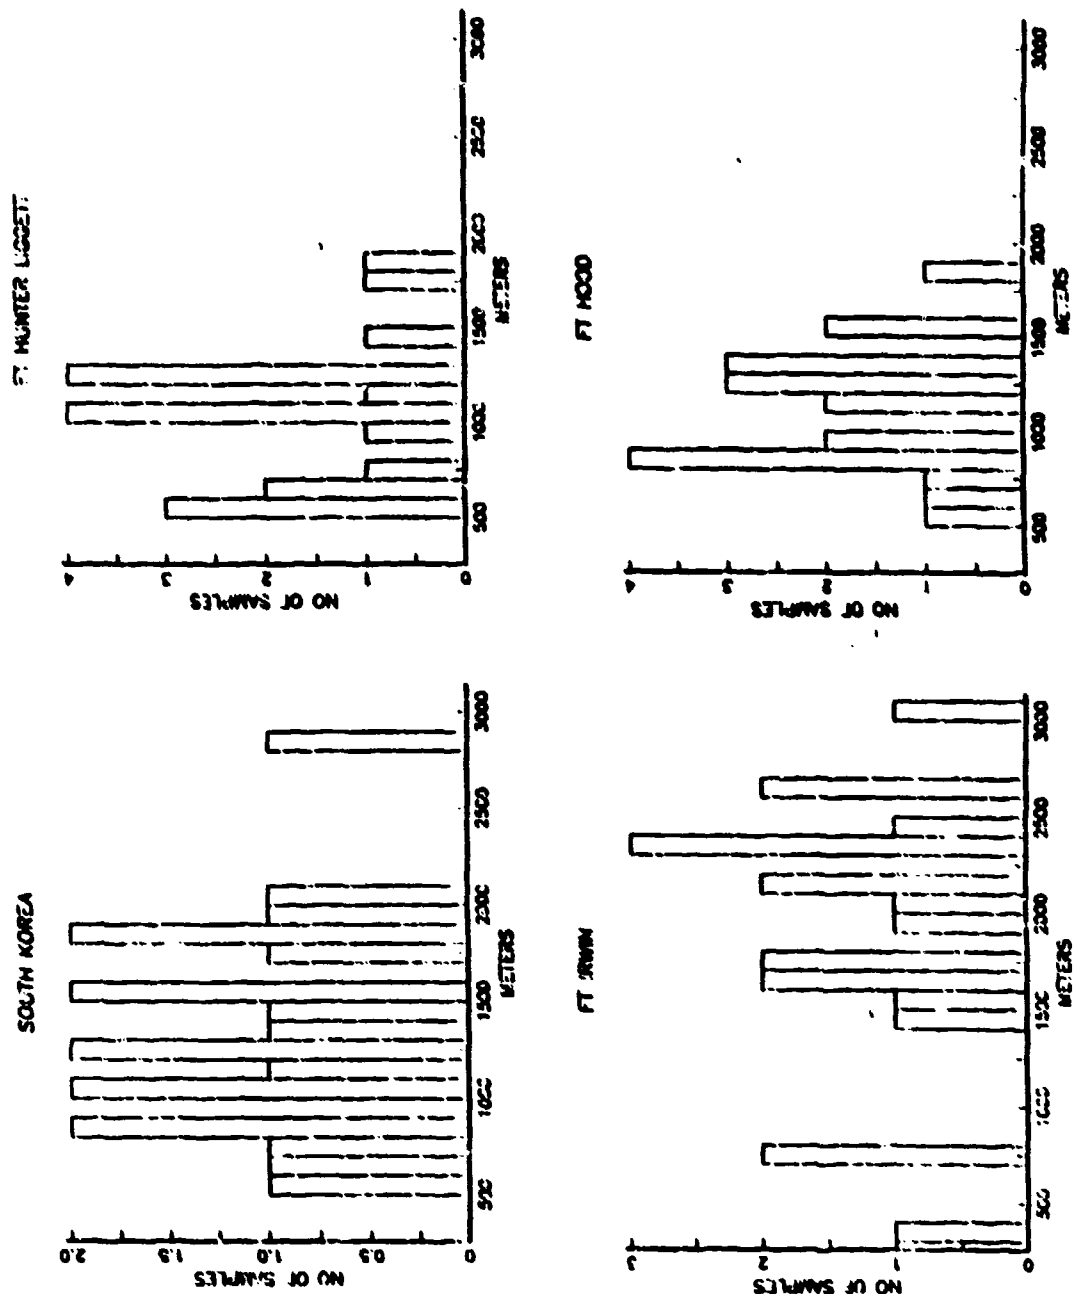 SOUTH KOREA
NO OF SAMPLES
2.0
1.5
1.0
0.5
0
500 1000 1500 2000 2500 3000
METERS
FT HUNTER LIGGETT
NO OF SAMPLES
4
3
2
1
0
500 1000 1500 2000 2500 3000
METERS
FT IRWIN
NO OF SAMPLES
3
2
1
0
500 1000 1500 2000 2500 3000
METERS
FT HOOD
NO OF SAMPLES
4
3
2
1
0
500 1000 1500 2000 2500 3000
METERS